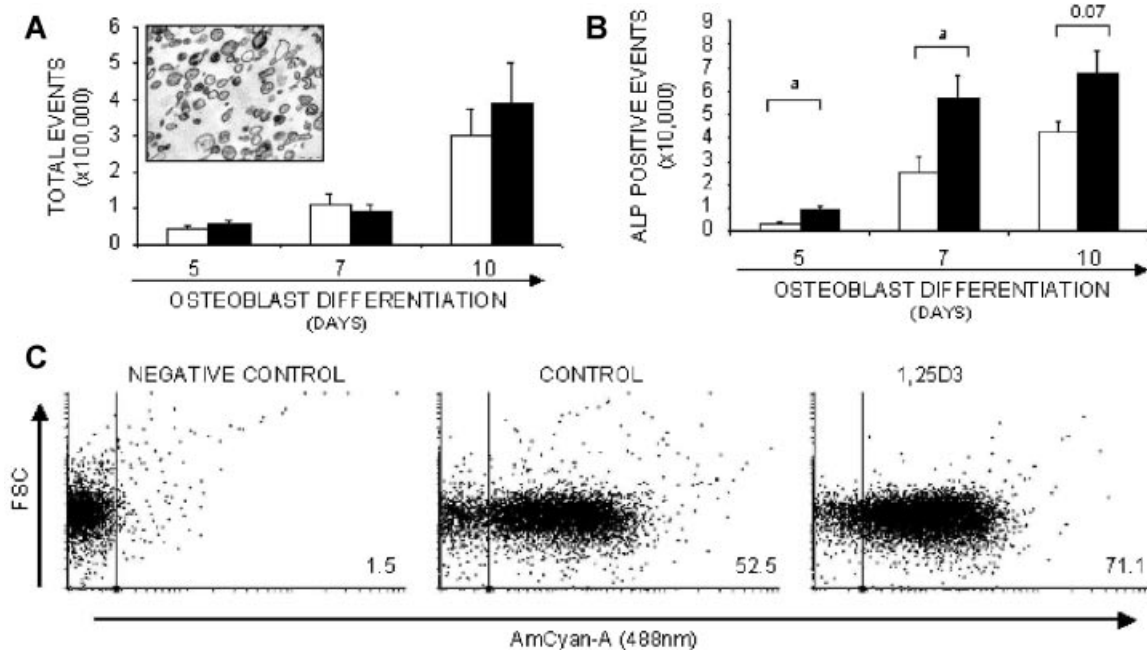 A
TOTAL EVENTS
(x100,000)
6
5
4
3
2
1
0
5 7 10
OSTEOBLAST DIFFERENTIATION
(DAYS)
B
ALP POSITIVE EVENTS
(x10,000)
9
8
7
6
5
4
3
2
1
0
a
a
0.07
5 7 10
OSTEOBLAST DIFFERENTIATION
(DAYS)
C
NEGATIVE CONTROL CONTROL 1,25D3
FSC
1.5 52.5 71.1
AmCyan-A (488nm)